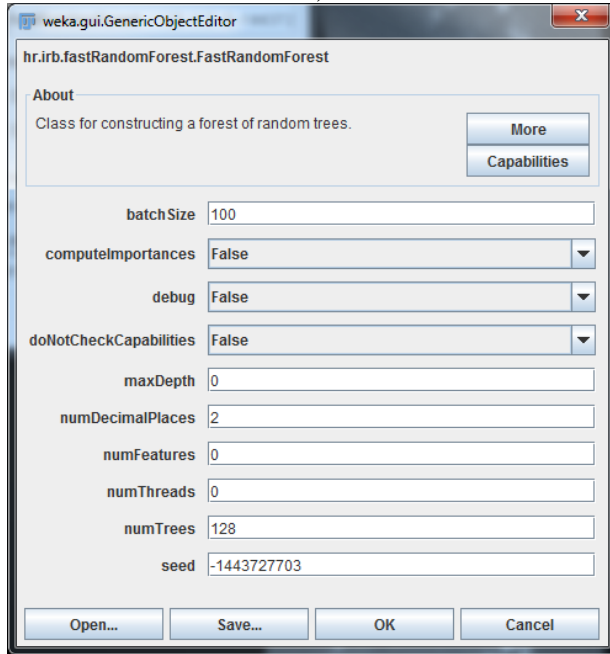 weka.gui.GenericObjectEditor
hr.irb.fastRandomForest.FastRandomForest
About
Class for constructing a forest of random trees.
More
Capabilities
batchSize 100
computeImportances False
debug False
doNotCheckCapabilities False
maxDepth 0
numDecimalPlaces 2
numFeatures 0
numThreads 0
numTrees 128
seed -1443727703
Open... Save... OK Cancel